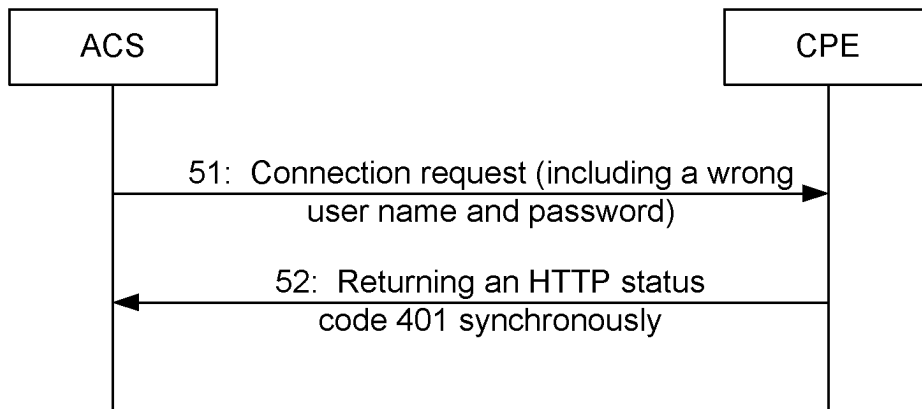 ACS
CPE
51: Connection request (including a wrong
user name and password)
52: Returning an HTTP status
code 401 synchronously